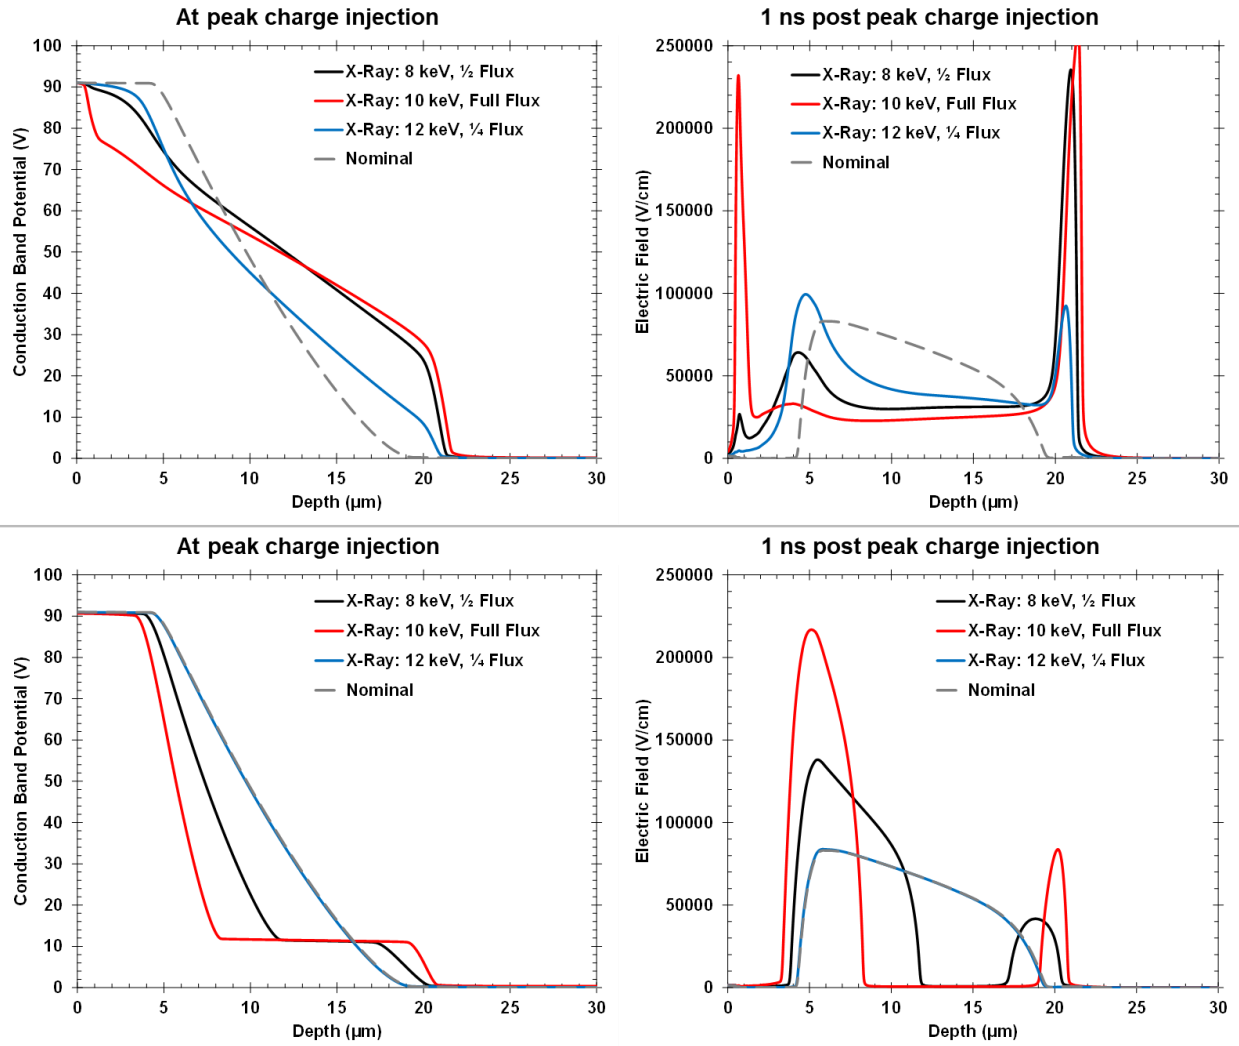 At peak charge injection
100
90
80
70
60
50
40
30
20
10
0
Conduction Band Potential (V)
X-Ray: 8 keV, ½ Flux
X-Ray: 10 keV, Full Flux
X-Ray: 12 keV, ¼ Flux
Nominal
0 5 10 15 20 25 30
Depth (µm)
1 ns post peak charge injection
250000
200000
150000
100000
50000
0
Electric Field (V/cm)
X-Ray: 8 keV, ½ Flux
X-Ray: 10 keV, Full Flux
X-Ray: 12 keV, ¼ Flux
Nominal
0 5 10 15 20 25 30
Depth (µm)
At peak charge injection
100
90
80
70
60
50
40
30
20
10
0
Conduction Band Potential (V)
X-Ray: 8 keV, ½ Flux
X-Ray: 10 keV, Full Flux
X-Ray: 12 keV, ¼ Flux
Nominal
0 5 10 15 20 25 30
Depth (µm)
1 ns post peak charge injection
250000
200000
150000
100000
50000
0
Electric Field (V/cm)
X-Ray: 8 keV, ½ Flux
X-Ray: 10 keV, Full Flux
X-Ray: 12 keV, ¼ Flux
Nominal
0 5 10 15 20 25 30
Depth (µm)